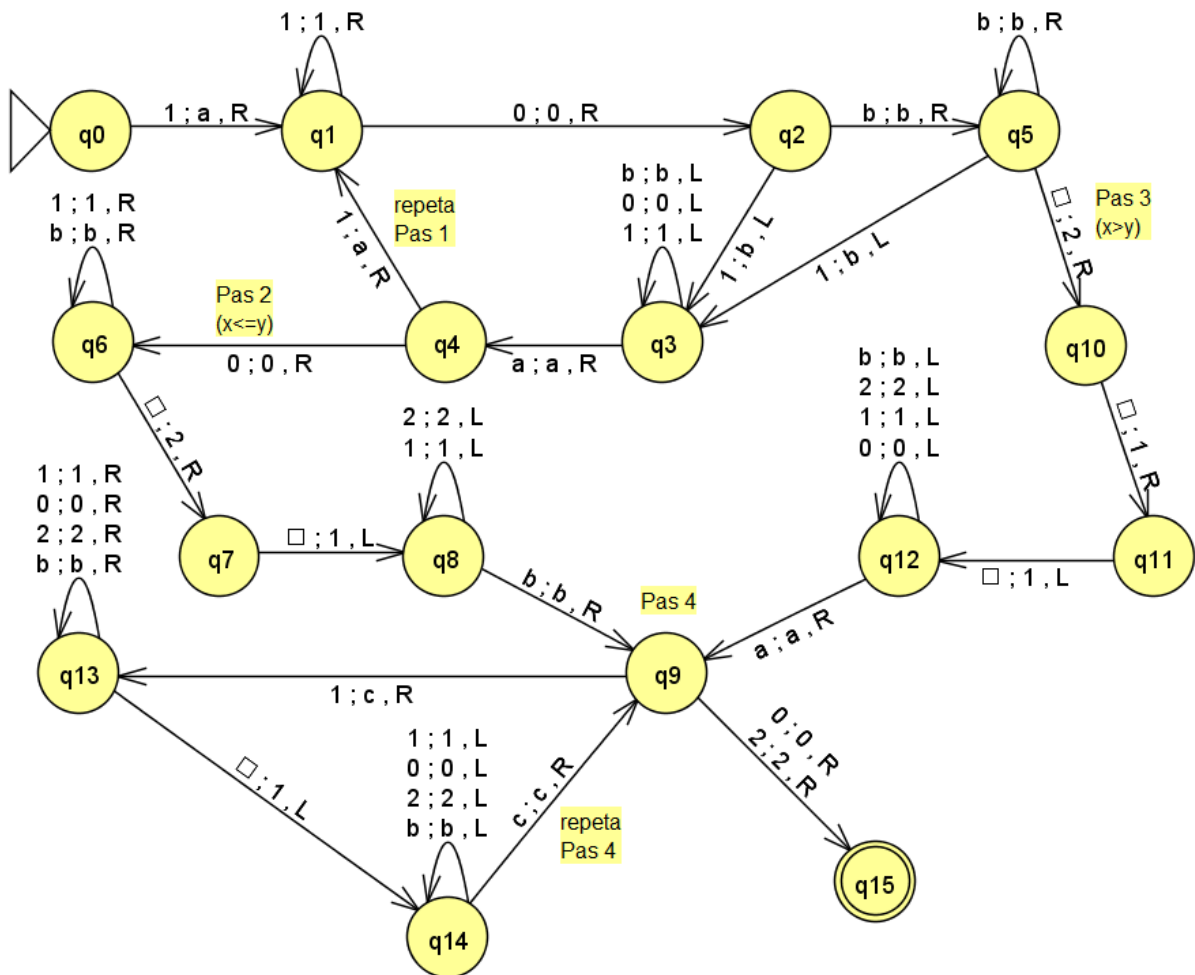 1 ; 1 , R
b ; b , R
q0
1 ; a , R
q1
0 ; 0 , R
q2
b ; b , R
q5
1 ; 1 , R
b ; b , R
repeta
Pas 1
b ; b , L
0 ; 0 , L
1 ; 1 , L
1 ; b , L
1 ; b , L
□ ; 2 , R
Pas 3
(x>y)
1 ; a , R
Pas 2
(x<=y)
q6
0 ; 0 , R
q4
a ; a , R
q3
q10
□ ; 2 , R
2 ; 2 , L
1 ; 1 , L
b ; b , L
2 ; 2 , L
1 ; 1 , L
0 ; 0 , L
□ ; 1 , R
1 ; 1 , R
0 ; 0 , R
2 ; 2 , R
b ; b , R
q7
□ ; 1 , L
q8
q12
□ ; 1 , L
q11
b ; b , R
Pas 4
a ; a , R
q13
1 ; c , R
q9
□ ; 1 , L
1 ; 1 , L
0 ; 0 , L
2 ; 2 , L
b ; b , L
c ; c , R
repeta
Pas 4
0 ; 0 , R
2 ; 2 , R
q15
q14